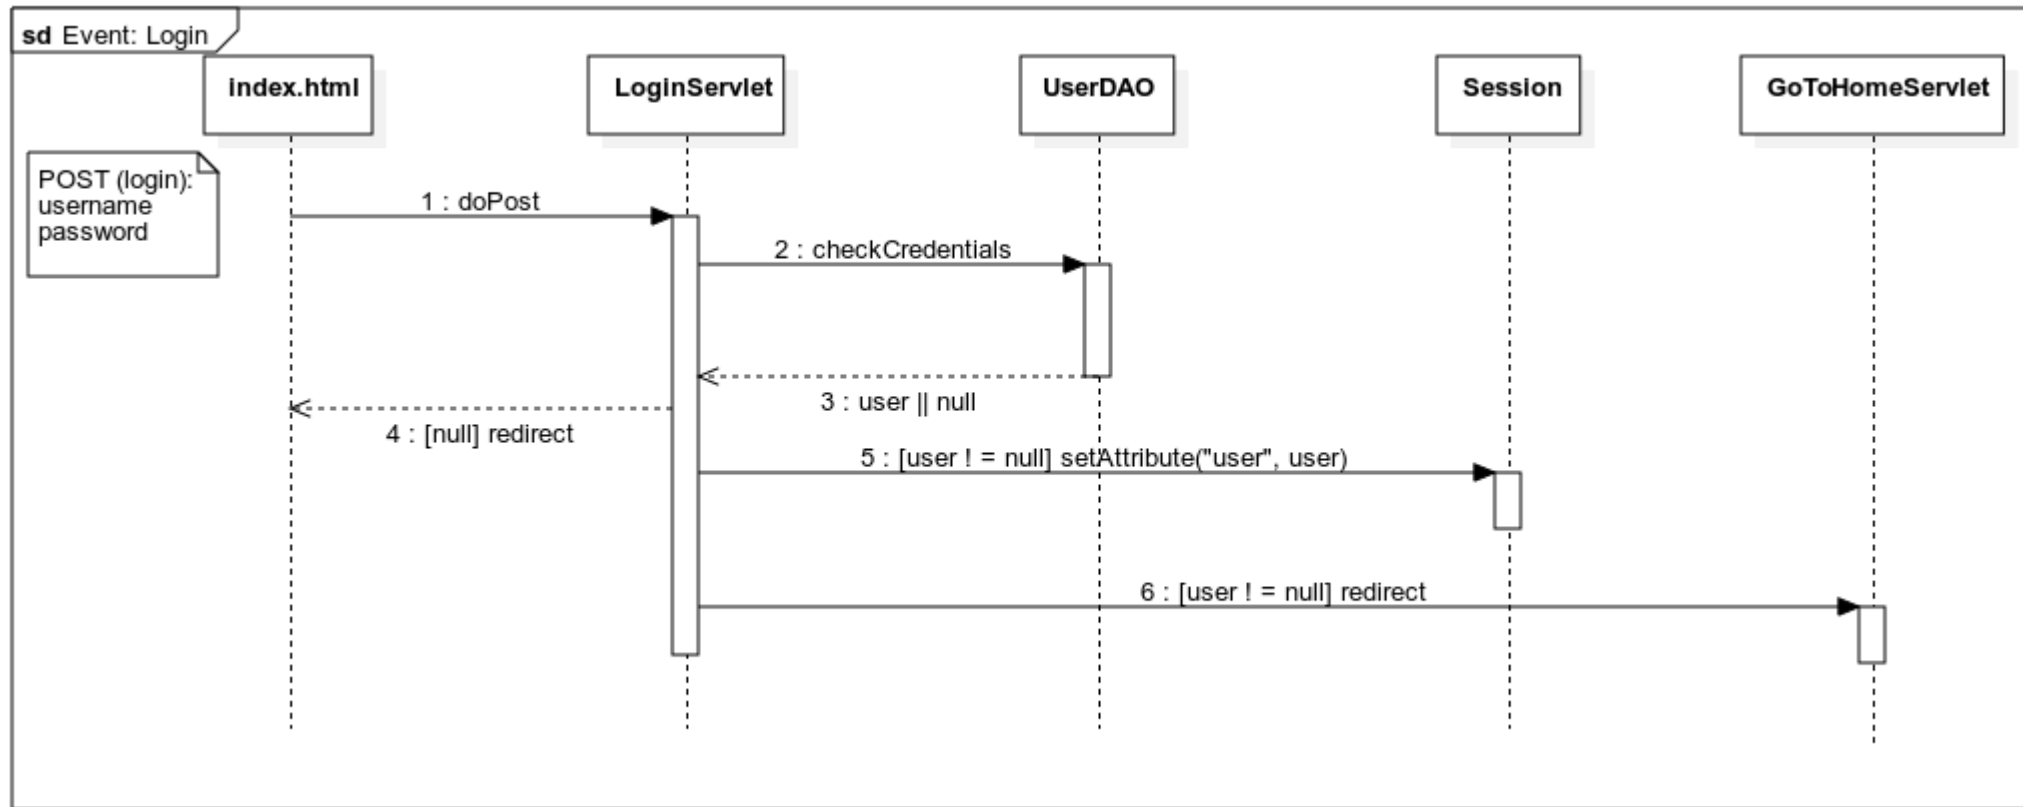 sd Event: Login
index.html
LoginServlet
UserDAO
Session
GoToHomeServlet
POST (login):
username
password
1 : doPost
2 : checkCredentials
3 : user || null
4 : [null] redirect
5 : [user ! = null] setAttribute("user", user)
6 : [user ! = null] redirect